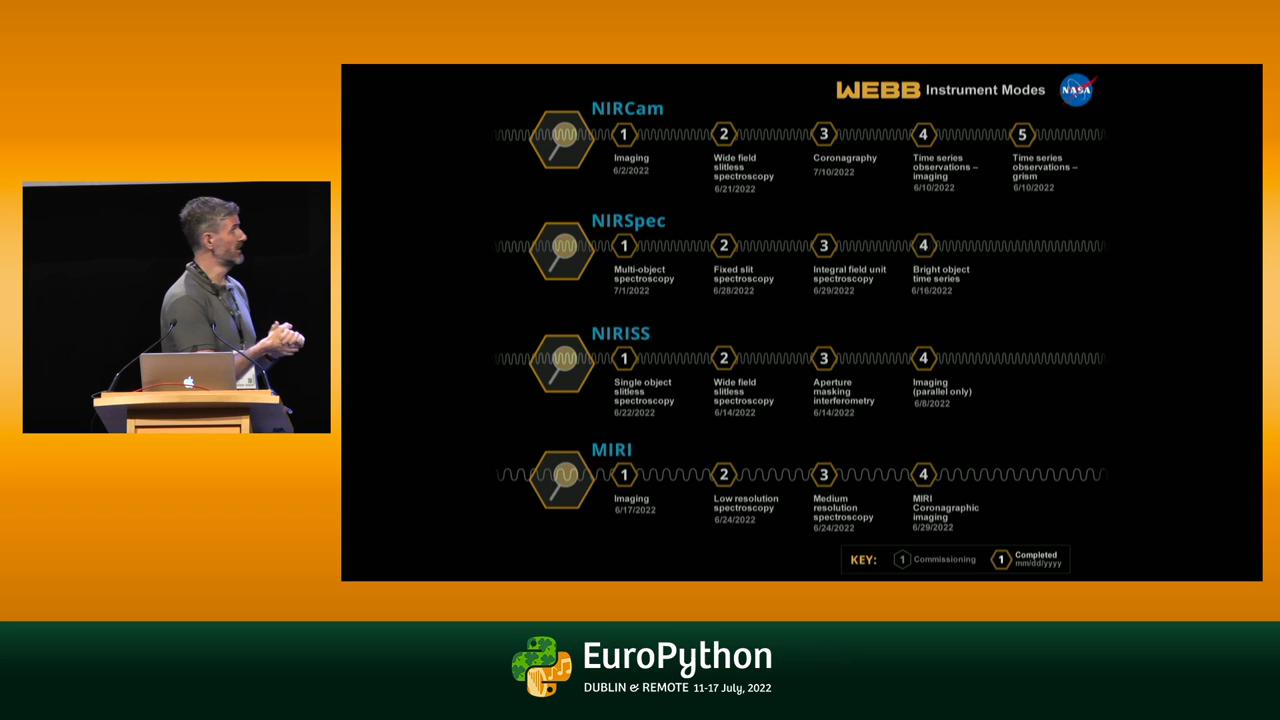 WEBB Instrument Modes NASA
NIRCam
1 2 3 4 5
Imaging
6/2/2022
Wide field
slitless
spectroscopy
6/21/2022
Coronagraphy
7/10/2022
Time series
observations –
imaging
6/10/2022
Time series
observations –
grism
6/10/2022
NIRSpec
1 2 3 4
Multi-object
spectroscopy
7/1/2022
Fixed slit
spectroscopy
6/28/2022
Integral field unit
spectroscopy
6/29/2022
Bright object
time series
6/16/2022
NIRISS
1 2 3 4
Single object
slitless
spectroscopy
6/22/2022
Wide field
slitless
spectroscopy
6/14/2022
Aperture
masking
interferometry
6/14/2022
Imaging
(parallel only)
6/8/2022
MIRI
1 2 3 4
Imaging
6/17/2022
Low resolution
spectroscopy
6/24/2022
Medium
resolution
spectroscopy
6/24/2022
MIRI
Coronagraphic
imaging
6/29/2022
KEY: 1 Commissioning 1 Completed
mm/dd/yyyy
EuroPython
DUBLIN & REMOTE 11-17 July, 2022